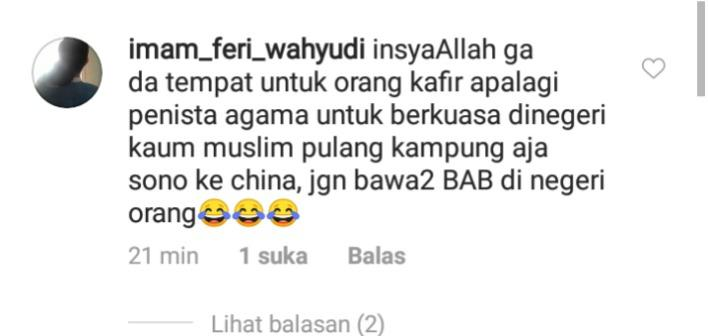 imam_feri_wahyudi insyaAllah ga
da tempat untuk orang kafir apalagi
penista agama untuk berkuasa dinegeri
kaum muslim pulang kampung aja
sono ke china, jgn bawa2 BAB di negeri
orang😂😂😂
21 min 1 suka Balas
Lihat balasan (2)